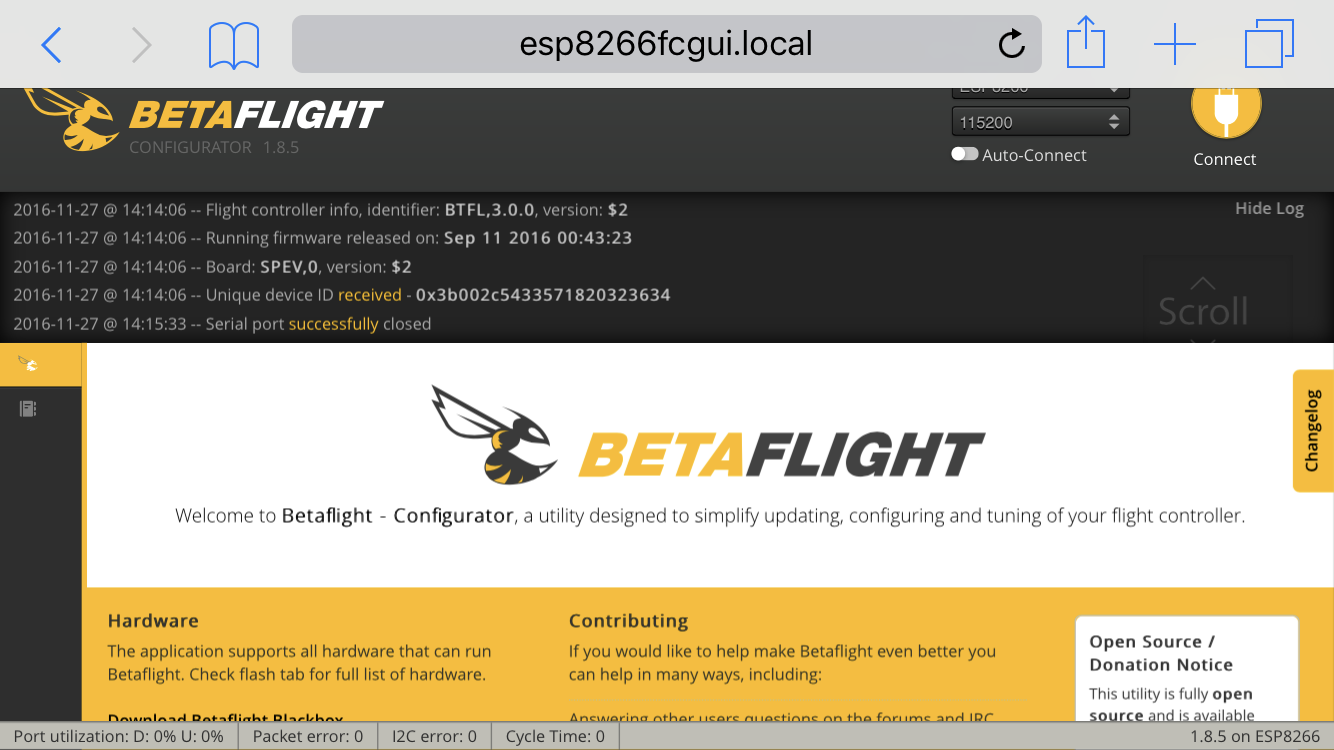 esp8266fcgui.local
ESP8266
BETAFLIGHT
CONFIGURATOR 1.8.5
115200
Auto-Connect
Connect
2016-11-27 @ 14:14:06 -- Flight controller info, identifier: BTFL,3.0.0, version: $2
Hide Log
2016-11-27 @ 14:14:06 -- Running firmware released on: Sep 11 2016 00:43:23
2016-11-27 @ 14:14:06 -- Board: SPEV,0, version: $2
2016-11-27 @ 14:14:06 -- Unique device ID received - 0x3b002c5433571820323634
2016-11-27 @ 14:15:33 -- Serial port successfully closed
Scroll
Changelog
BETAFLIGHT
Welcome to Betaflight - Configurator, a utility designed to simplify updating, configuring and tuning of your flight controller.
Hardware
The application supports all hardware that can run
Betaflight. Check flash tab for full list of hardware.
Download Betaflight Blackbox
Contributing
If you would like to help make Betaflight even better you
can help in many ways, including:
Answering other users questions on the forums and IRC
Open Source /
Donation Notice
This utility is fully open
source and is available
Port utilization: D: 0% U: 0%
Packet error: 0
I2C error: 0
Cycle Time: 0
1.8.5 on ESP8266